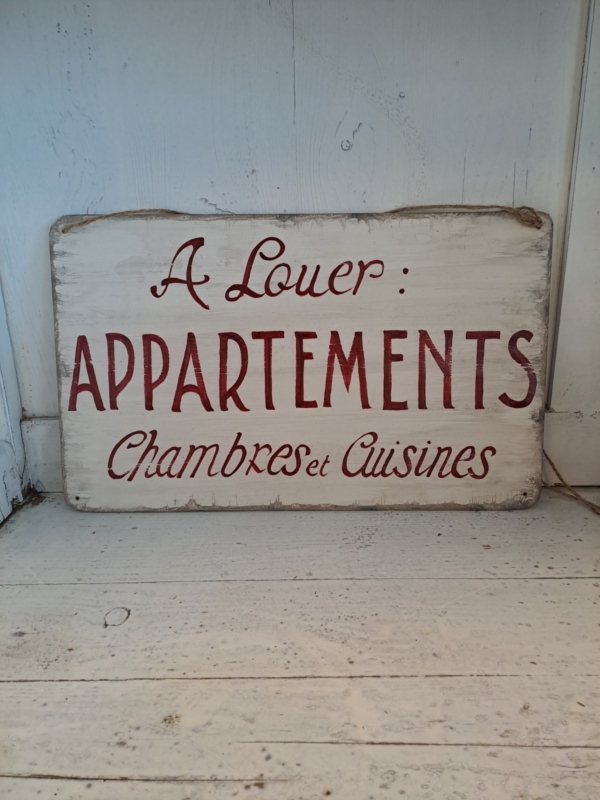 A Louer :
APPARTEMENTS
Chambres et Cuisines